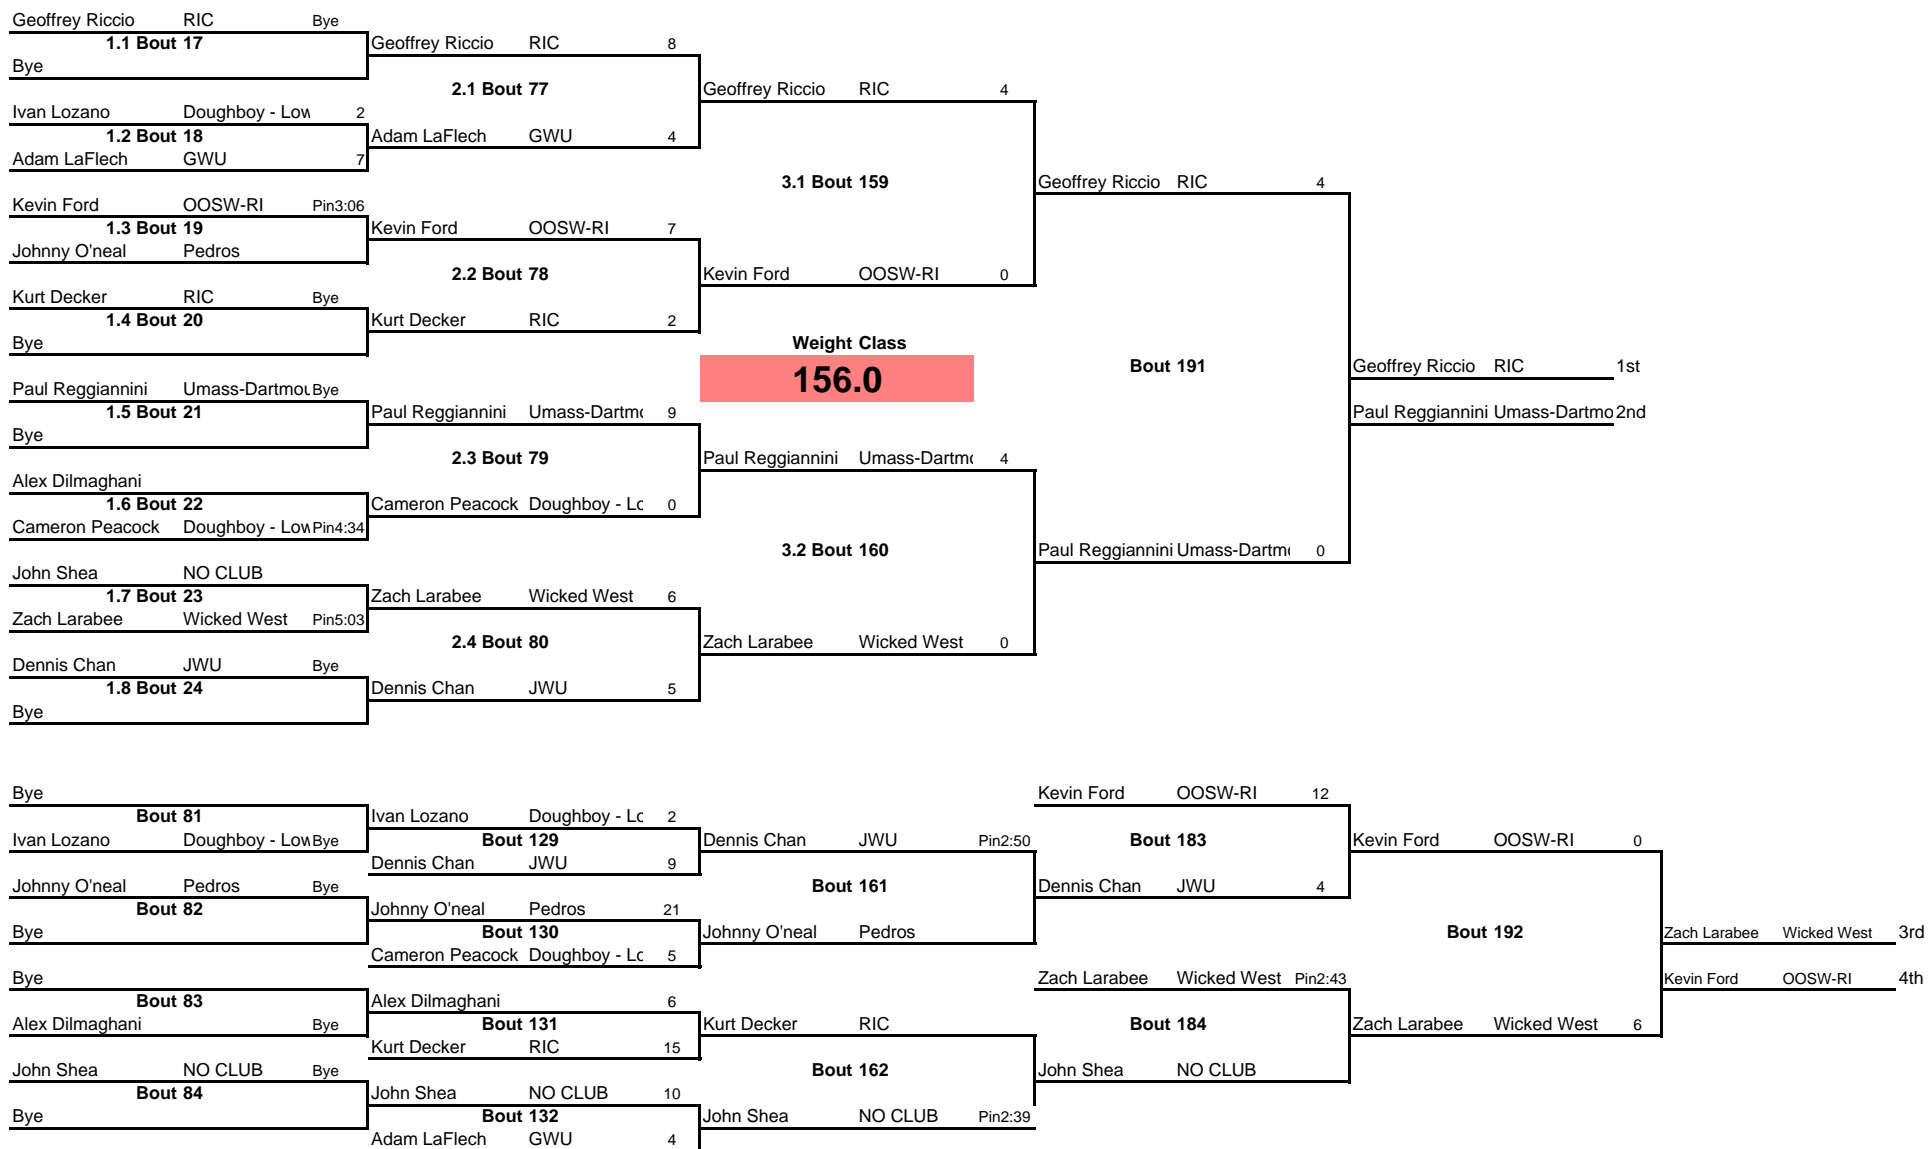 Geoffrey Riccio RIC Bye
1.1 Bout 17
Geoffrey Riccio RIC 8
Bye
2.1 Bout 77
Geoffrey Riccio RIC 4
Ivan Lozano Doughboy - Low 2
1.2 Bout 18
Adam LaFlech GWU 4
Adam LaFlech GWU 7
3.1 Bout 159
Geoffrey Riccio RIC 4
Kevin Ford OOSW-RI Pin3:06
1.3 Bout 19
Kevin Ford OOSW-RI 7
Johnny O'neal Pedros
2.2 Bout 78
Kevin Ford OOSW-RI 0
Kurt Decker RIC Bye
1.4 Bout 20
Kurt Decker RIC 2
Bye
Weight Class
156.0
Bout 191
Geoffrey Riccio RIC 1st
Paul Reggiannini Umass-Dartmou Bye
1.5 Bout 21
Paul Reggiannini Umass-Dartmo 9
Paul Reggiannini Umass-Dartmo 2nd
Bye
2.3 Bout 79
Paul Reggiannini Umass-Dartmo 4
Alex Dilmaghani
1.6 Bout 22
Cameron Peacock Doughboy - Lo 0
Cameron Peacock Doughboy - Low Pin4:34
3.2 Bout 160
Paul Reggiannini Umass-Dartmo 0
John Shea NO CLUB
1.7 Bout 23
Zach Larabee Wicked West 6
Zach Larabee Wicked West Pin5:03
2.4 Bout 80
Zach Larabee Wicked West 0
Dennis Chan JWU Bye
1.8 Bout 24
Dennis Chan JWU 5
Bye
Bye
Kevin Ford OOSW-RI 12
Bout 81
Ivan Lozano Doughboy - Lo 2
Ivan Lozano Doughboy - Low Bye
Bout 129
Dennis Chan JWU Pin2:50
Bout 183
Kevin Ford OOSW-RI 0
Dennis Chan JWU 9
Johnny O'neal Pedros Bye
Bout 161
Dennis Chan JWU 4
Bout 82
Johnny O'neal Pedros 21
Bye
Bout 130
Johnny O'neal Pedros
Bout 192
Zach Larabee Wicked West 3rd
Cameron Peacock Doughboy - Lo 5
Bye
Zach Larabee Wicked West Pin2:43
Kevin Ford OOSW-RI 4th
Bout 83
Alex Dilmaghani 6
Alex Dilmaghani Bye
Bout 131
Kurt Decker RIC
Bout 184
Zach Larabee Wicked West 6
Kurt Decker RIC 15
John Shea NO CLUB Bye
Bout 162
John Shea NO CLUB
Bout 84
John Shea NO CLUB 10
Bye
Bout 132
John Shea NO CLUB Pin2:39
Adam LaFlech GWU 4